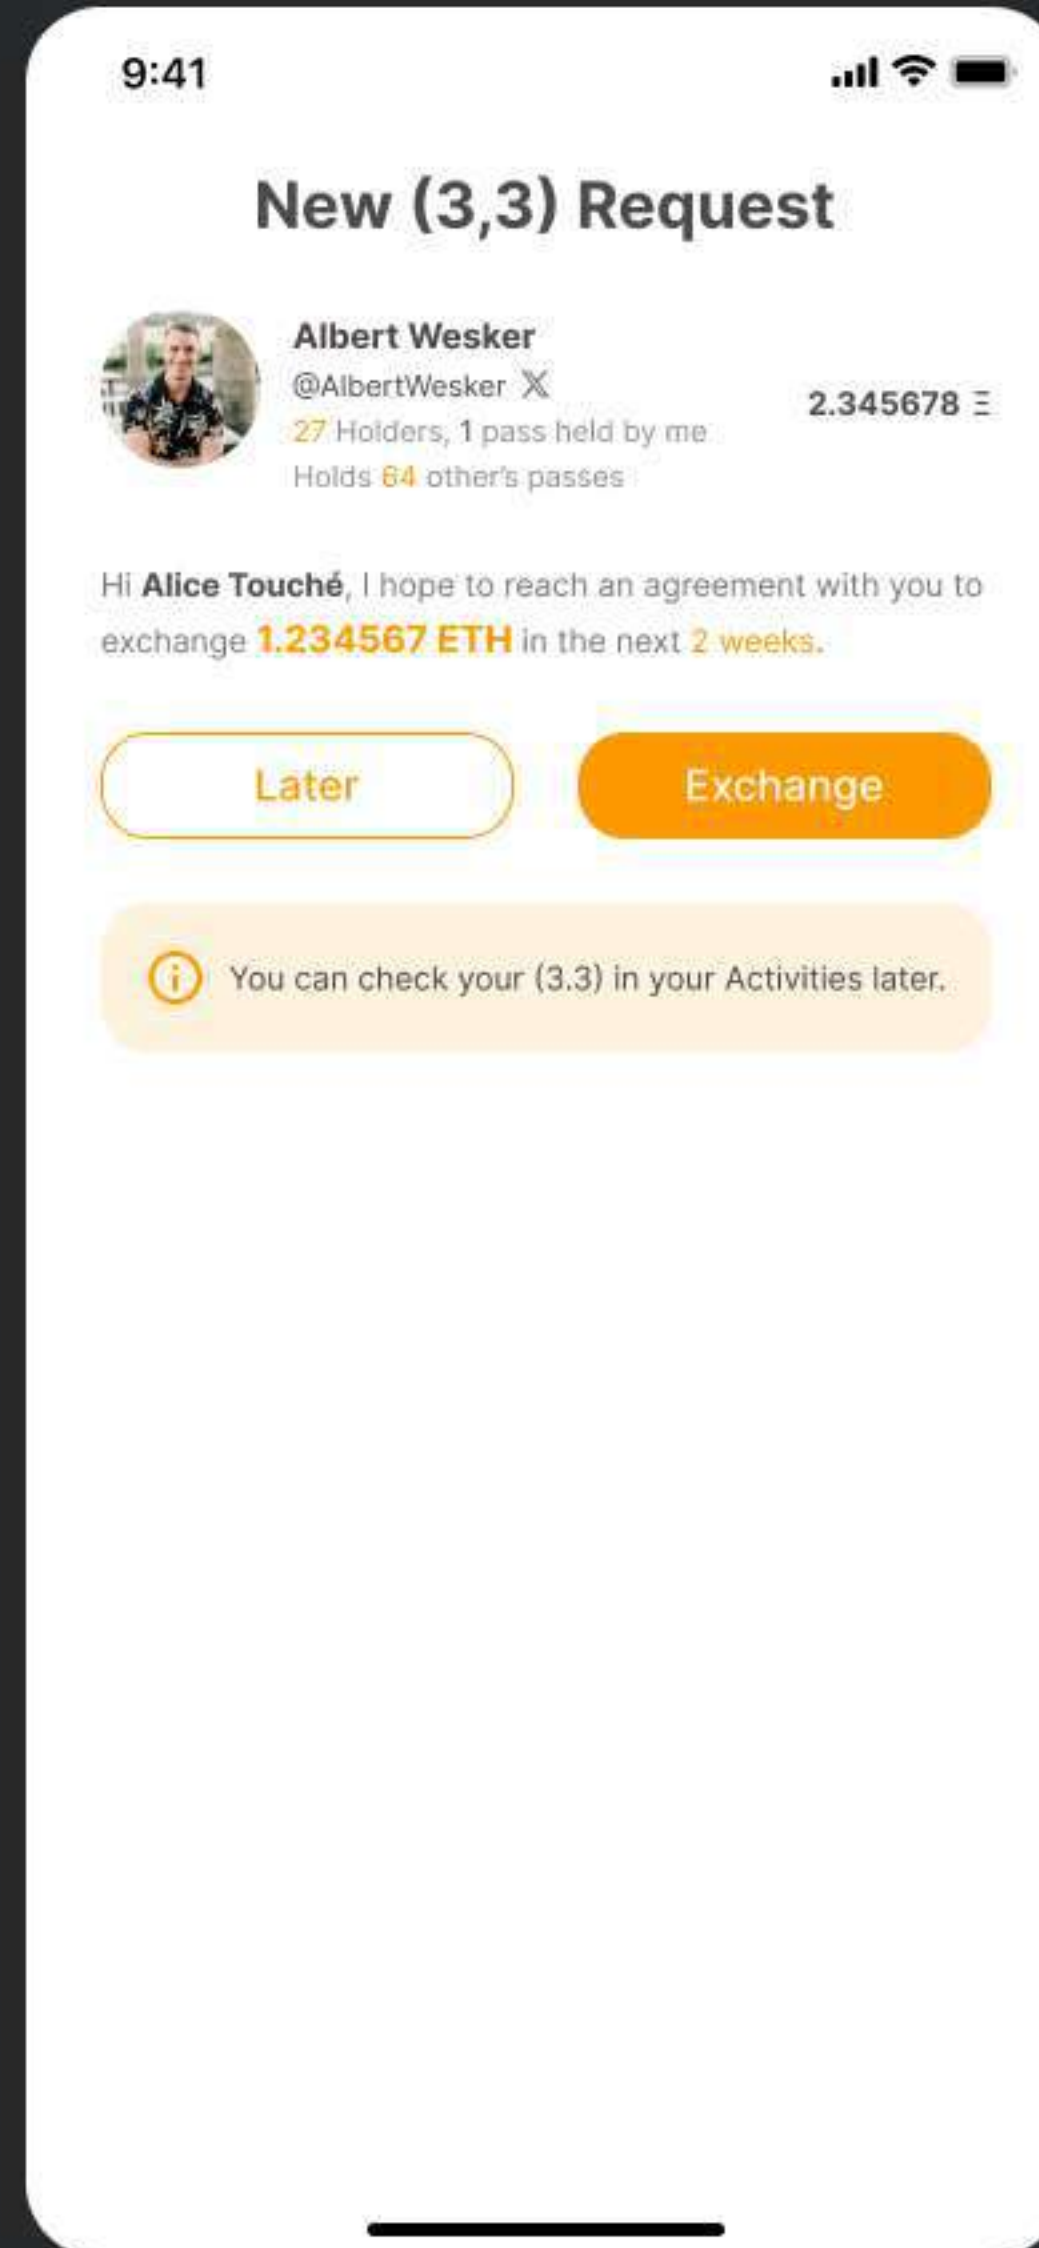 9:41
New (3,3) Request
Albert Wesker
@AlbertWesker X
2.345678 Ξ
27 Holders, 1 pass held by me
Holds 64 other's passes
Hi Alice Touché, I hope to reach an agreement with you to
exchange 1.234567 ETH in the next 2 weeks.
Later
Exchange
You can check your (3.3) in your Activities later.